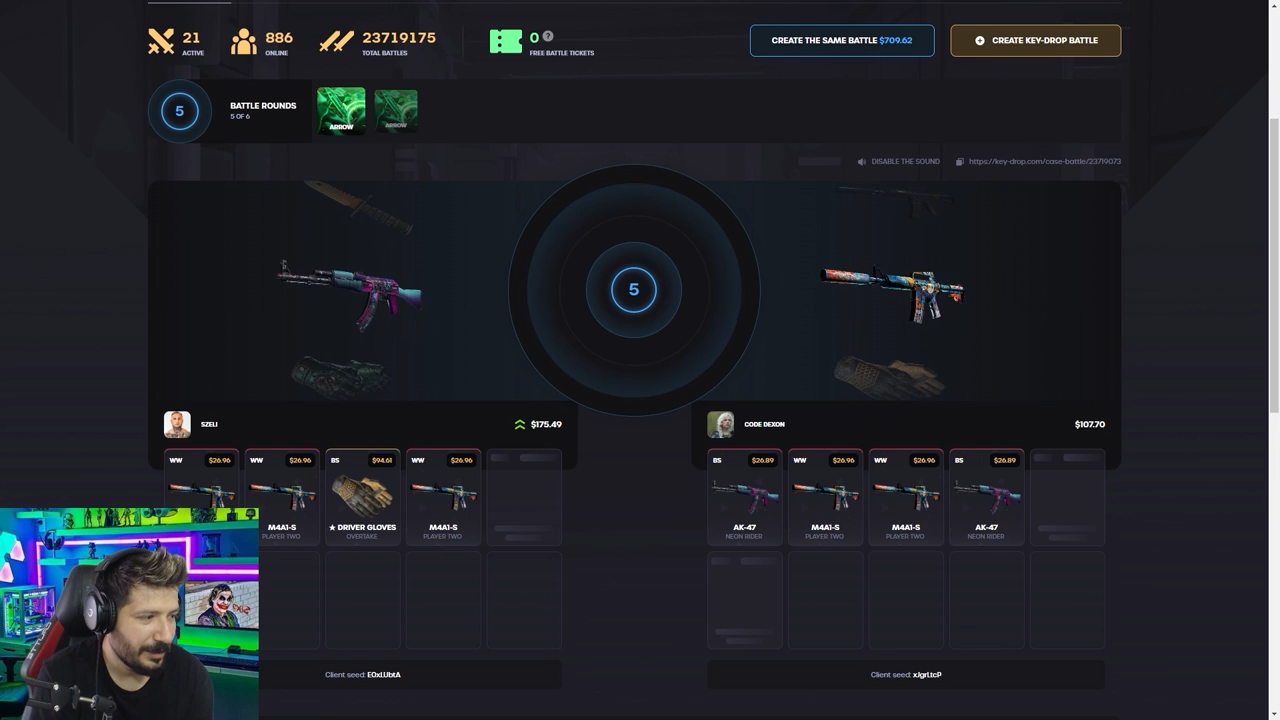 21
ACTIVE
886
ONLINE
23719175
TOTAL BATTLES
0 ?
FREE BATTLE TICKETS
CREATE THE SAME BATTLE $709.62
CREATE KEY-DROP BATTLE
5
BATTLE ROUNDS
5 OF 6
ARROW
ARROW
DISABLE THE SOUND
https://key-drop.com/case-battle/23719073
5
SZELI
$175.49
CODE DEXON
$107.70
WW $26.96
WW $26.96
BS $94.61
WW $26.96
BS $26.89
WW $26.96
WW $26.96
BS $26.89
M4A1-S
PLAYER TWO
★ DRIVER GLOVES
OVERTAKE
M4A1-S
PLAYER TWO
AK-47
NEON RIDER
M4A1-S
PLAYER TWO
M4A1-S
PLAYER TWO
AK-47
NEON RIDER
Client seed: EOxLUbtA
Client seed: xJgrLtcP